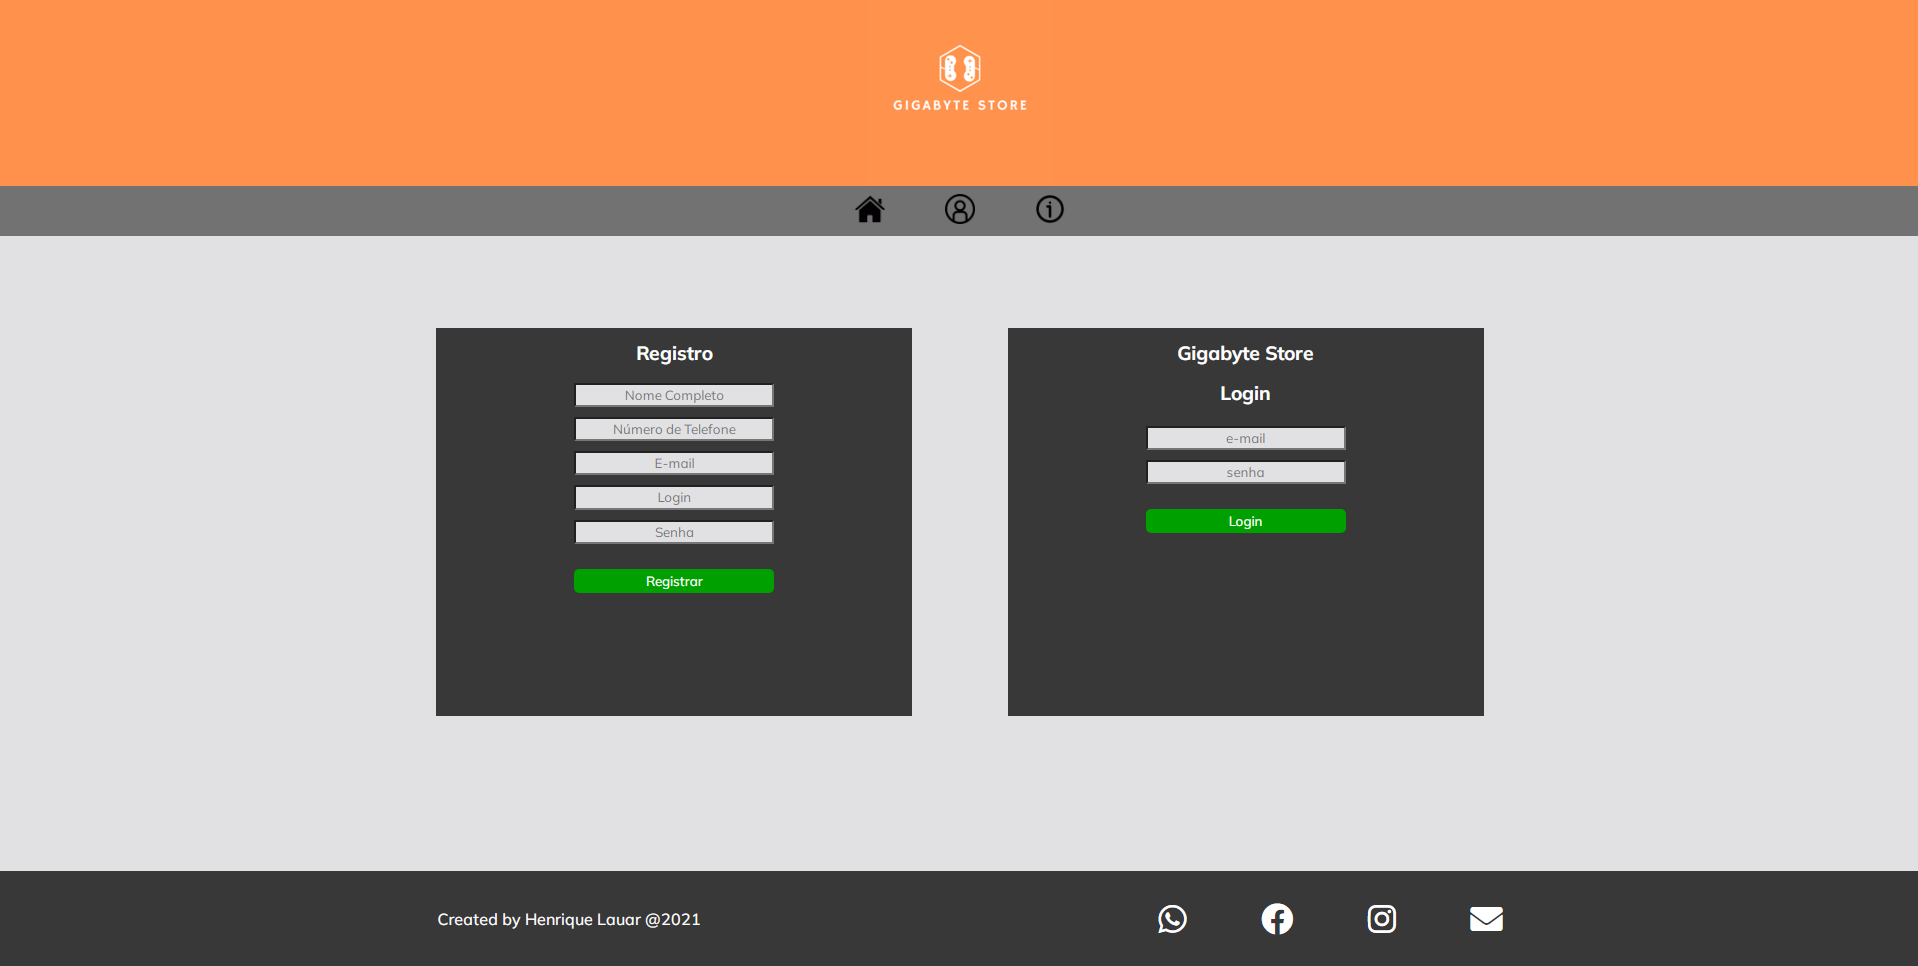 GIGABYTE STORE
Registro
Nome Completo
Número de Telefone
E-mail
Login
Senha
Registrar
Gigabyte Store
Login
e-mail
senha
Login
Created by Henrique Lauar @2021